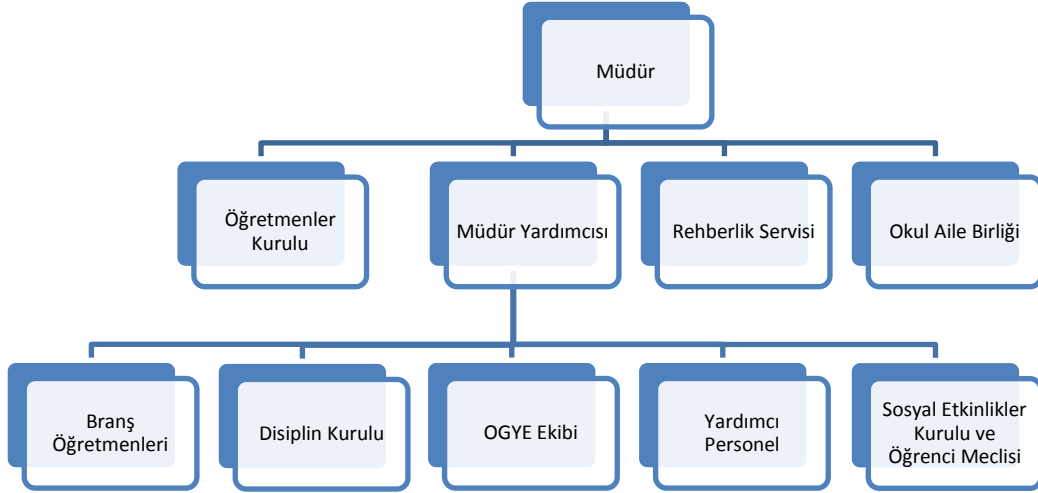 Müdür
Öğretmenler
Kurulu
Müdür Yardımcısı
Rehberlik Servisi
Okul Aile Birliği
Branş
Öğretmenleri
Disiplin Kurulu
OGYE Ekibi
Yardımcı
Personel
Sosyal Etkinlikler
Kurulu ve
Öğrenci Meclisi